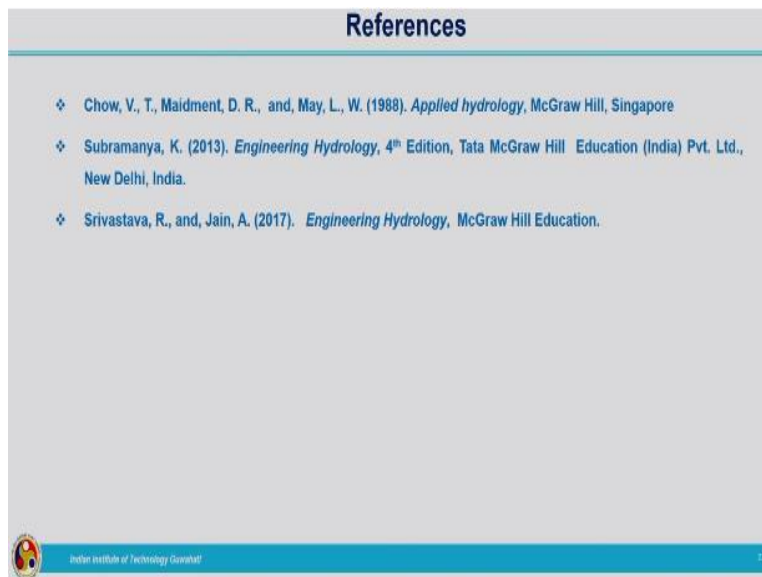 References
❖ Chow, V., T., Maidment, D. R., and, May, L., W. (1988). Applied hydrology, McGraw Hill, Singapore
❖ Subramanya, K. (2013). Engineering Hydrology, 4th Edition, Tata McGraw Hill Education (India) Pvt. Ltd.,
New Delhi, India.
❖ Srivastava, R., and, Jain, A. (2017). Engineering Hydrology, McGraw Hill Education.
Indian Institute of Technology Guwahati